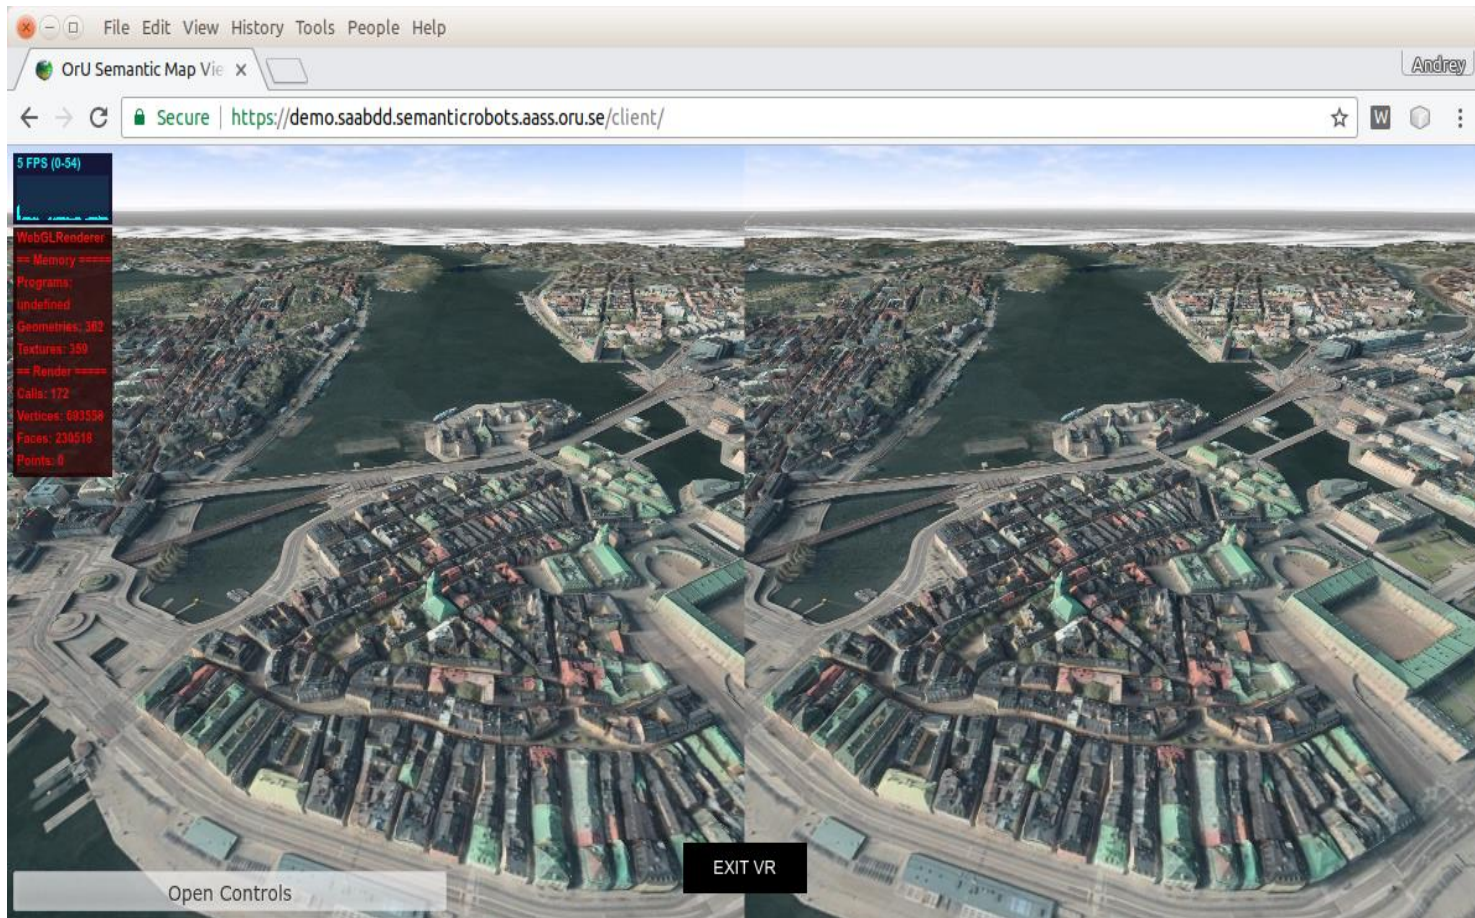 File Edit View History Tools People Help
OrU Semantic Map Vie
Andrey
Secure https://demo.saabdd.semanticrobots.aass.oru.se/client/
W
5 FPS (0-54)
WebGLRenderer
== Memory =====
Programs:
undefined
Geometries: 362
Textures: 359
== Render =====
Calls: 172
Vertices: 693558
Faces: 230518
Points: 0
EXIT VR
Open Controls